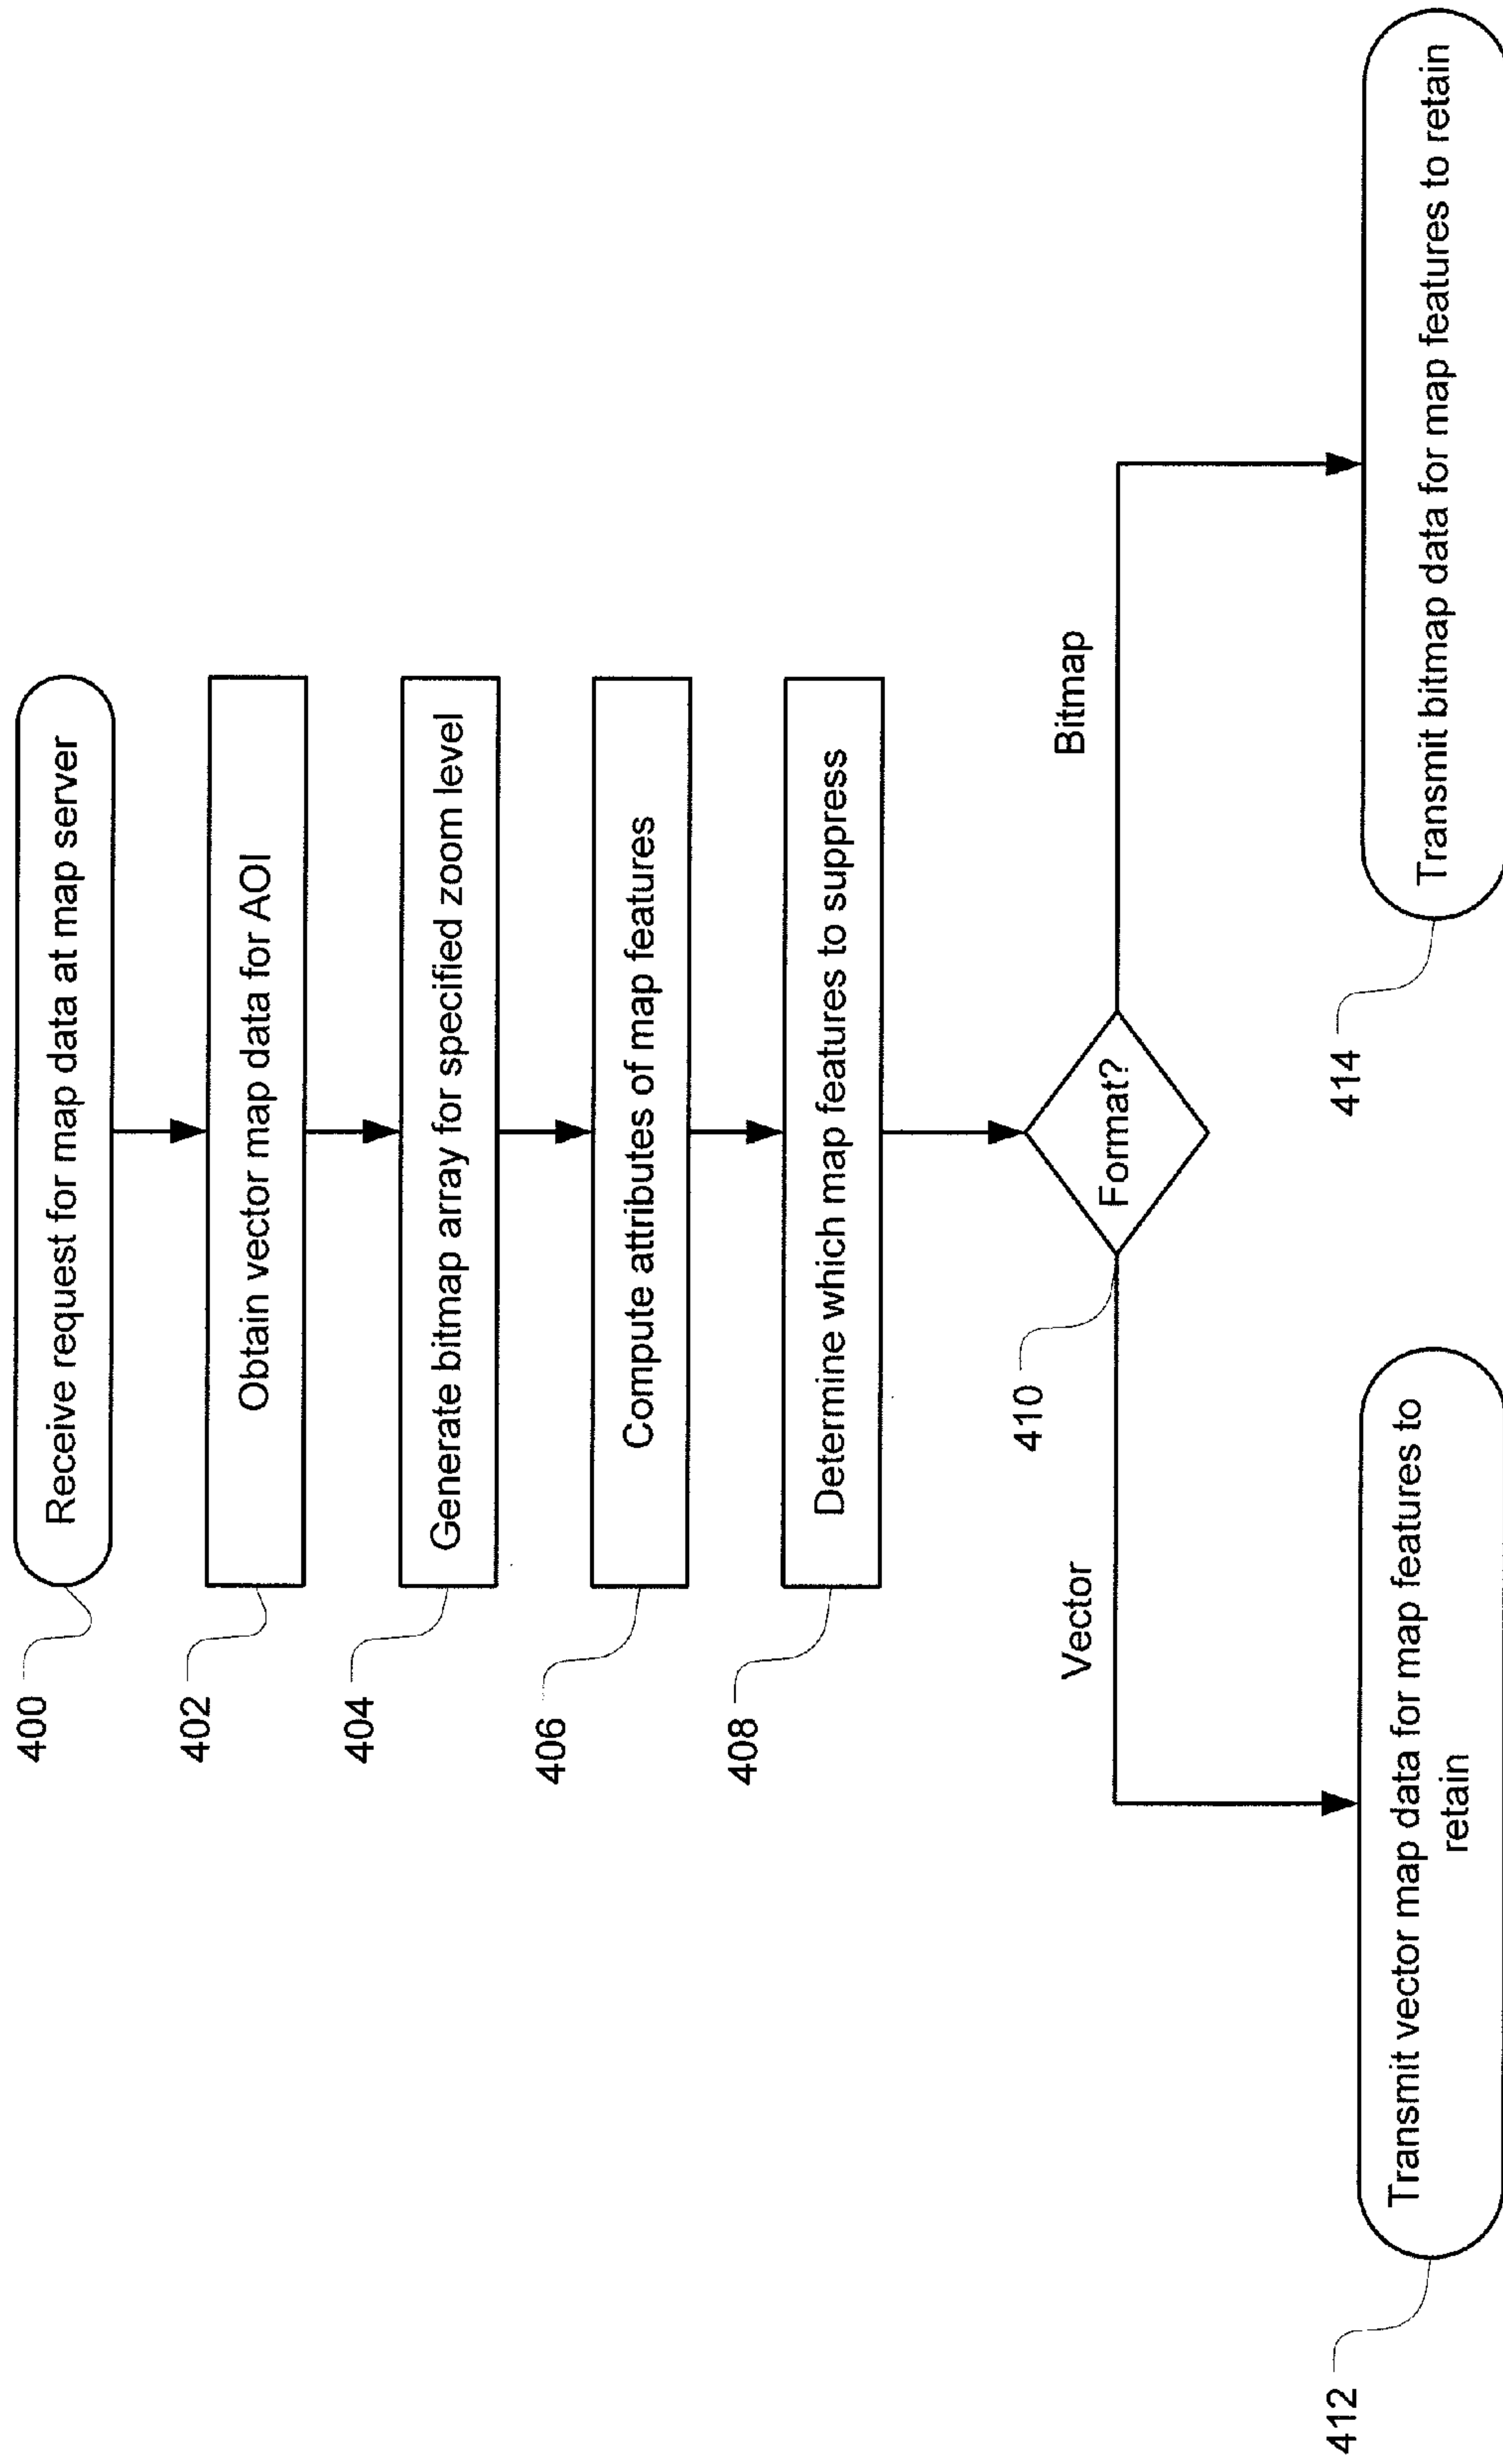 400
Receive request for map data at map server
402
Obtain vector map data for AOI
404
Generate bitmap array for specified zoom level
406
Compute attributes of map features
408
Determine which map features to suppress
410
Format?
Vector
Bitmap
412
Transmit vector map data for map features to
retain
414
Transmit bitmap data for map features to retain